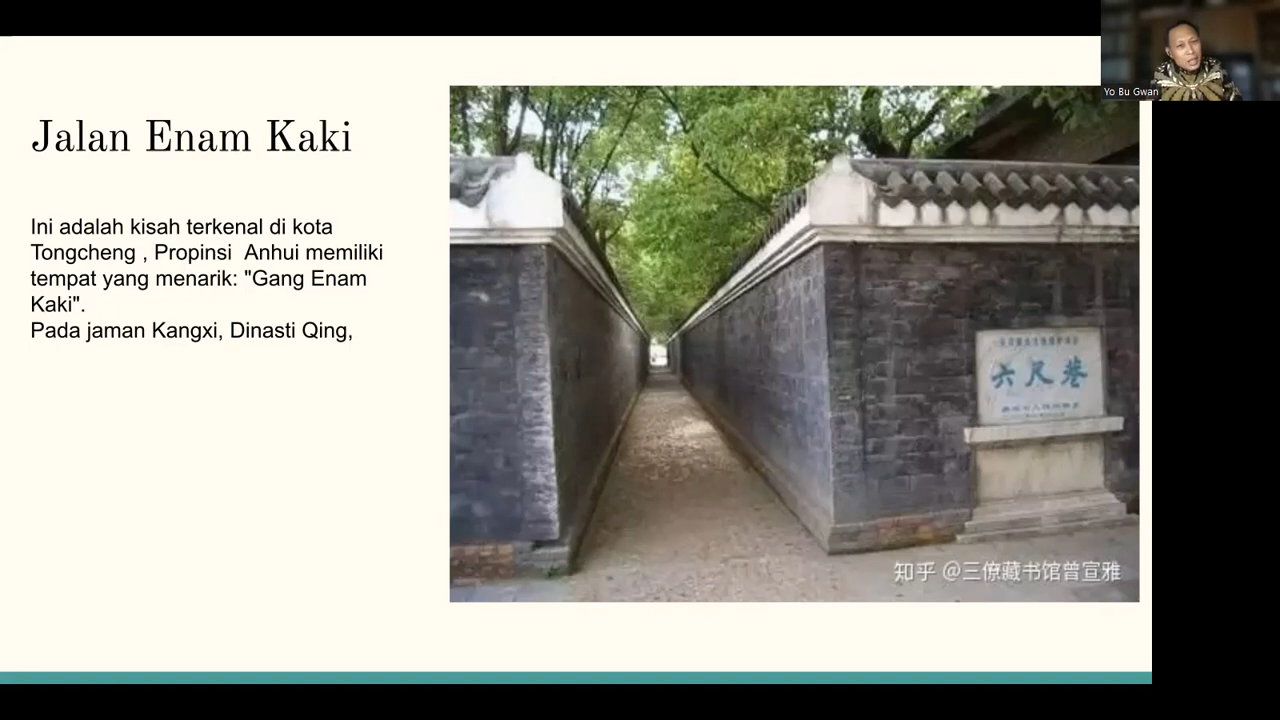 Yo Bu Gwan
Jalan Enam Kaki
Ini adalah kisah terkenal di kota
Tongcheng , Propinsi  Anhui memiliki
tempat yang menarik: "Gang Enam
Kaki".
Pada jaman Kangxi, Dinasti Qing,
六尺巷
知乎 @三僚藏书馆曾宣雅